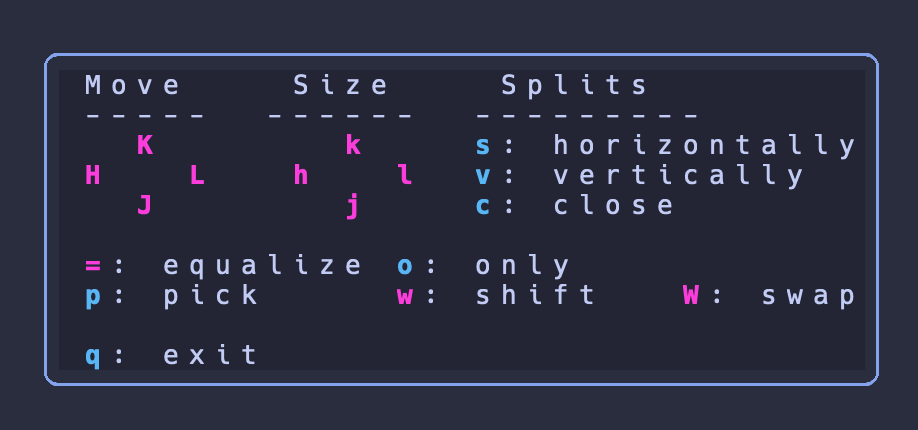 Move    Size    Splits
-----  ------  ---------
  K       k    s: horizontally
H   L   h   l  v: vertically
  J       j    c: close
=: equalize o: only
p: pick     w: shift   W: swap
q: exit